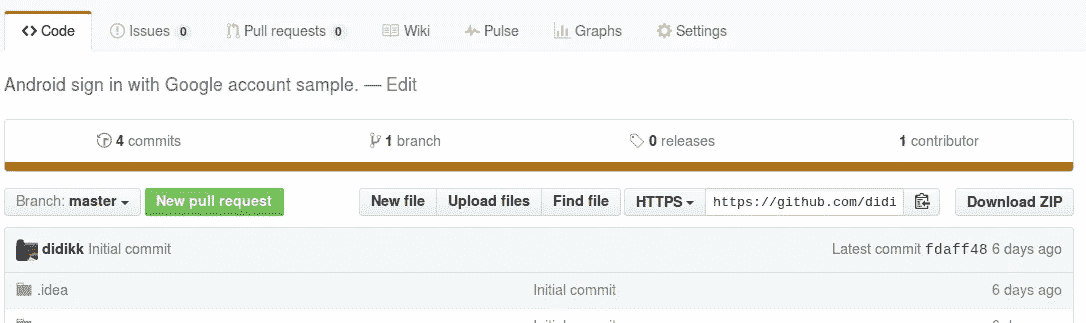 Code Issues 0 Pull requests 0 Wiki Pulse Graphs Settings
Android sign in with Google account sample. — Edit
4 commits 1 branch 0 releases 1 contributor
Branch: master New pull request New file Upload files Find file HTTPS https://github.com/didi Download ZIP
didikk Initial commit Latest commit fdaff48 6 days ago
.idea Initial commit 6 days ago